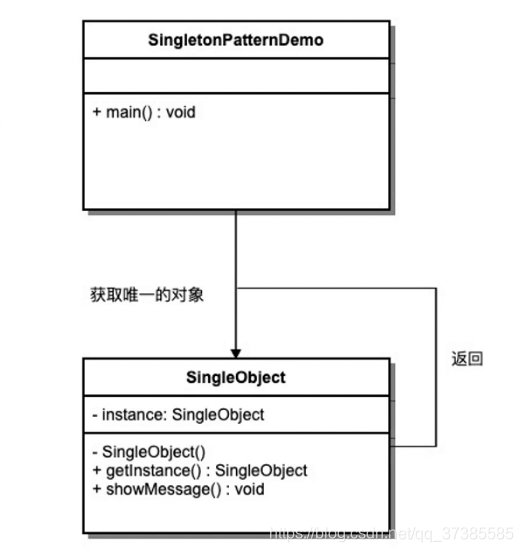 SingletonPatternDemo
+ main() : void
获取唯一的对象
返回
SingleObject
- instance: SingleObject
- SingleObject()
+ getInstance() : SingleObject
+ showMessage() : void
https://blog.csdn.net/qq_37385585